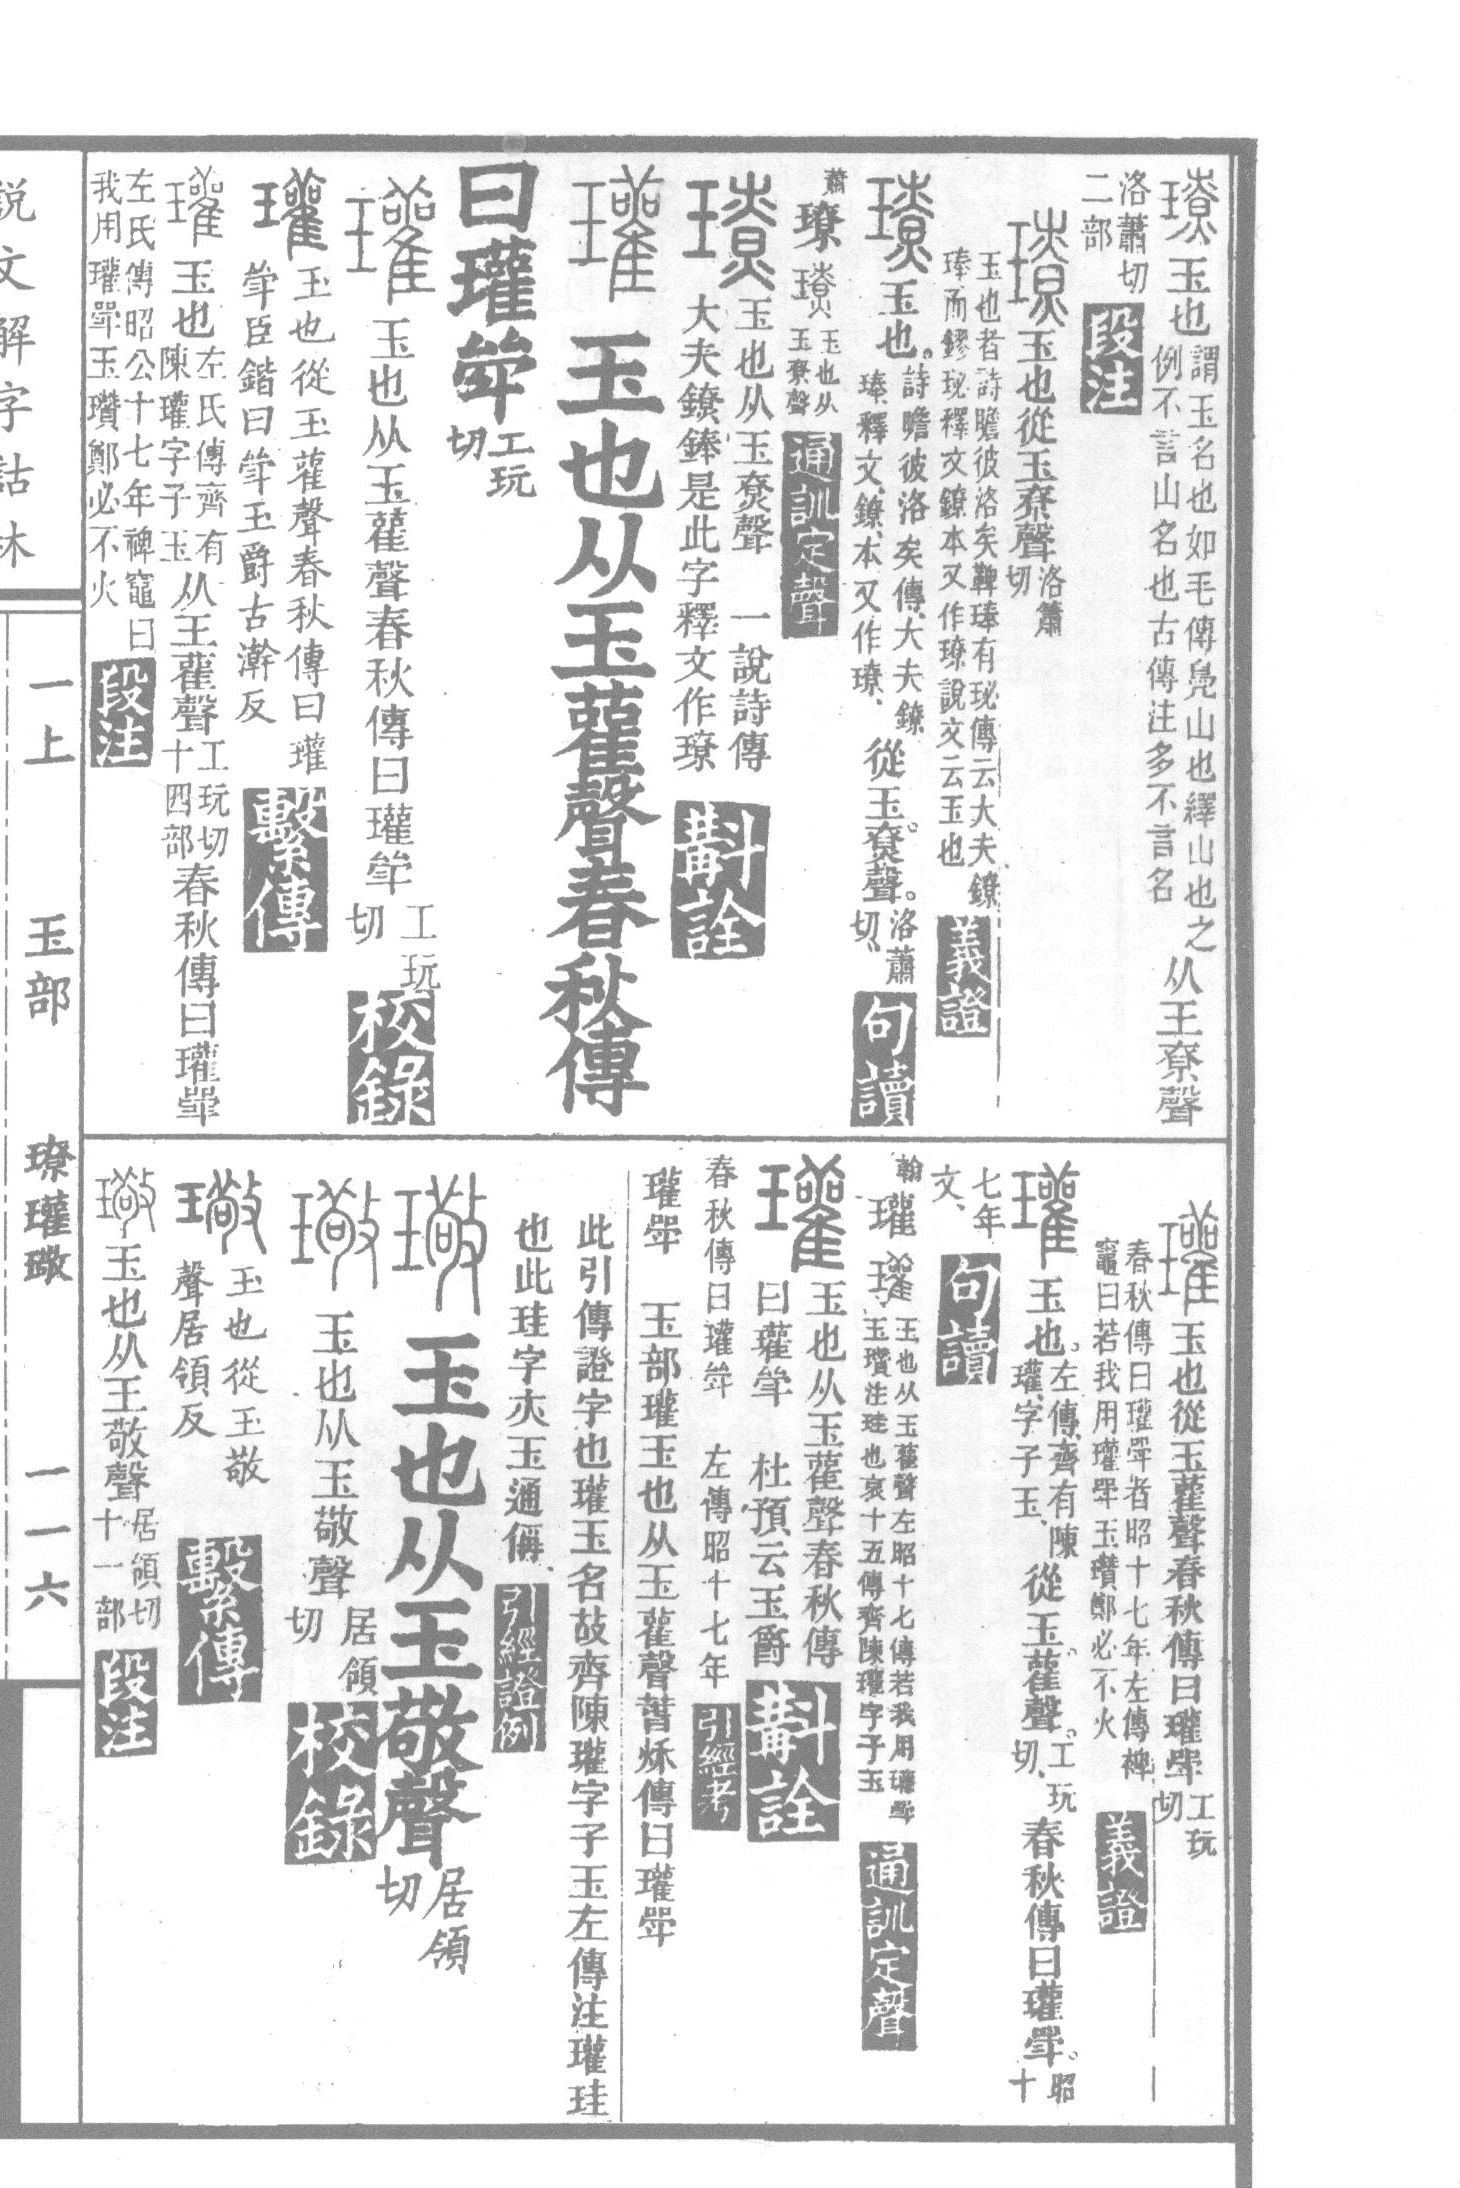 璙玉也謂玉名也如毛傳鳧山也繹山也之例不言山名也古傳注多不言名从王尞聲
洛蕭切二部段注
璙玉也從玉尞聲洛簫切
玉也者詩瞻彼洛矣鞞琫有珌傳云大夫鐐琫而鏐珌釋文鐐本又作璙說文云玉也義證
璙玉也。詩瞻彼洛矣傳、大夫鐐琫、釋文、鐐、本又作璙、從玉。尞聲。洛蕭切、句讀
蕭璙璙玉也从玉尞聲通訓定聲
璙玉也从玉尞聲 一說詩傳大夫鐐鋒是此字釋文作璙斠詮
瓘玉也从玉雚聲春秋傳
曰瓘斝工玩切
瓘玉也从玉雚聲春秋傳曰瓘斝工玩切校錄
瓘玉也從玉雚聲春秋傳曰瓘斝臣鍇曰斝玉爵古瀚反繫傳
瓘玉也左氏傳齊有陳瓘字子玉从王雚聲工玩切十四部春秋傳曰瓘斝
左氏傳昭公十七年裨竈曰我用瓘斝玉瓚鄭必不火段注
瓘玉也從玉雚聲春秋傳曰瓘斝工玩切
春秋傳曰瓘斝者昭十七年左傳裨竈曰若我用瓘斝玉瓚鄭必不火義證
瓘玉也。左傳、齊有陳瓘、字子玉、從玉。雚聲。工玩切、春秋傳曰瓘斝。昭十
七年文、句讀
翰瓘瓘玉也从玉雚聲左昭十七傳若我用瓘斝玉瓚注珪也哀十五傳齊陳瓘字子玉通訓定聲
瓘玉也从玉雚聲春秋傳曰瓘斝 杜預云玉爵斠詮
春秋傳曰瓘斝 左傳昭十七年引經考
瓘斝 玉部瓘玉也从玉雚聲萅秌傳曰瓘斝
此引傳證字也瓘玉名故齊陳瓘字子玉左傳注瓘珪
也此珪字亦玉通偁引經證例
璥玉也从玉敬聲居領切
璥玉也从玉敬聲居領切校錄
璥玉也從玉敬聲居領反繫傳
璥玉也从王敬聲居領切十一部段注
說文解字詁林
一上 玉部 璙瓘璥 一一六